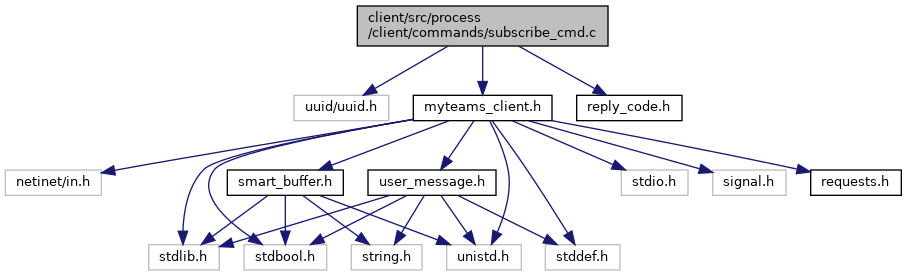 client/src/process
/client/commands/subscribe_cmd.c
uuid/uuid.h
myteams_client.h
reply_code.h
netinet/in.h
smart_buffer.h
user_message.h
stdio.h
signal.h
requests.h
stdlib.h
stdbool.h
string.h
unistd.h
stddef.h